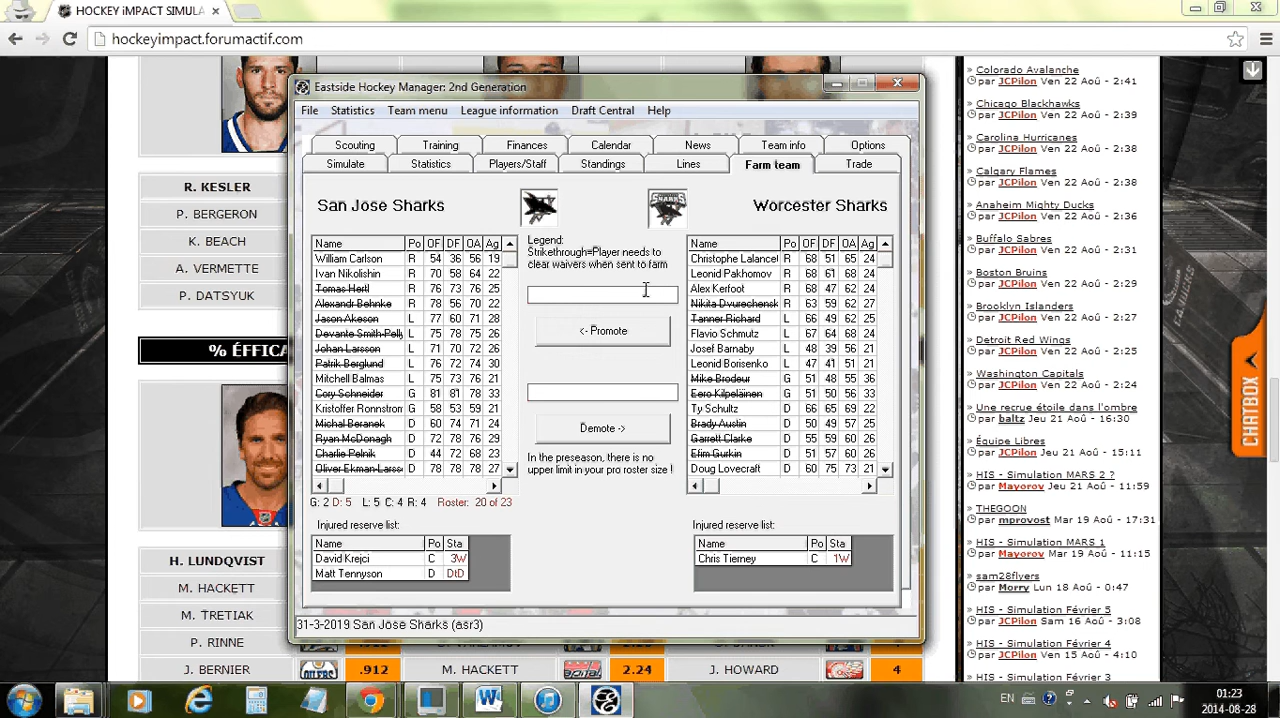 HOCKEY iMPACT SIMULA
hockeyimpact.forumactif.com
R. KESLER
P. BERGERON
K. BEACH
A. VERMETTE
P. DATSYUK
% ÉFFICA
H. LUNDQVIST
M. HACKETT
M. TRETIAK
P. RINNE
J. BERNIER
.912
M. HACKETT
2.24
J. HOWARD
4
Eastside Hockey Manager: 2nd Generation
File Statistics Team menu League information Draft Central Help
Scouting Training Finances Calendar News Team info Options
Simulate Statistics Players/Staff Standings Lines Farm team Trade
San Jose Sharks
Worcester Sharks
Name Po OF DF OA Ag
William Carlson R 54 36 56 19
Ivan Nikolishin R 70 58 64 22
Tomas Hertl R 76 73 76 25
Alexandr Behnke R 78 56 70 22
Jason Akeson L 77 60 71 28
Devante Smith-Pelly L 75 78 75 26
Johan Larsson L 71 70 72 26
Patrik Berglund L 76 72 74 30
Mitchell Balmas L 75 73 76 21
Cory Schneider G 81 81 78 33
Kristoffer Ronnstrom G 58 53 59 21
Michal Beranek D 50 64 59 21
Ryan McDonagh D 72 78 76 29
Charlie Pelnik D 44 72 68 23
Oliver Ekman-Larsso D 78 78 78 27
G: 2 D: 5 L: 5 C: 4 R: 4 Roster: 20 of 23
Legend:
Strikethrough=Player needs to
clear waivers when sent to farm
<- Promote
Demote ->
In the preseason, there is no
upper limit in your pro roster size !
Name Po OF DF OA Ag
Christophe Lalancet R 68 51 65 24
Leonid Pakhomov R 68 61 68 24
Alex Kerfoot R 68 47 62 24
Nikita Dvurechensk R 63 59 62 27
Tanner Richard L 66 49 62 25
Flavio Schmutz L 67 64 68 24
Josef Barnaby L 48 39 56 21
Leonid Borisenko L 47 41 51 21
Mike Brodeur G 51 48 55 36
Eero Kilpeläinen G 51 50 56 33
Ty Schultz D 66 65 69 22
Brady Austin D 50 49 57 25
Garrett Clarke D 55 59 60 26
Efim Gurkin D 57 60 60 26
Doug Lovecraft D 60 75 73 21
Injured reserve list:
Name Po Sta
David Krejci C 3W
Matt Tennyson D DtD
Injured reserve list:
Name Po Sta
Chris Tierney C 1W
31-3-2019 San Jose Sharks (asr3)
» Colorado Avalanche
par JCPilon Ven 22 Aoû - 2:41
» Chicago Blackhawks
par JCPilon Ven 22 Aoû - 2:39
» Carolina Hurricanes
par JCPilon Ven 22 Aoû - 2:38
» Calgary Flames
par JCPilon Ven 22 Aoû - 2:38
» Anaheim Mighty Ducks
par JCPilon Ven 22 Aoû - 2:36
» Buffalo Sabres
par JCPilon Ven 22 Aoû - 2:31
» Boston Bruins
par JCPilon Ven 22 Aoû - 2:28
» Brooklyn Islanders
par JCPilon Ven 22 Aoû - 2:27
» Detroit Red Wings
par JCPilon Ven 22 Aoû - 2:25
» Washington Capitals
par JCPilon Ven 22 Aoû - 2:24
» Une recrue étoile dans l'ombre
par baltz Jeu 21 Aoû - 16:30
» Équipe Libres
par JCPilon Jeu 21 Aoû - 15:11
» HIS - Simulation MARS 2 ?
par Mayorov Jeu 21 Aoû - 11:59
» THEGOON
par mprovost Mar 19 Aoû - 17:31
» HIS - Simulation MARS 1
par Mayorov Mar 19 Aoû - 11:15
» sam28flyers
par Morry Lun 18 Aoû - 0:47
» HIS - Simulation Février 5
par JCPilon Sam 16 Aoû - 3:08
» HIS - Simulation Février 4
par JCPilon Ven 15 Aoû - 4:10
» HIS - Simulation Février 3
CHATBOX
EN
01:23
2014-08-28